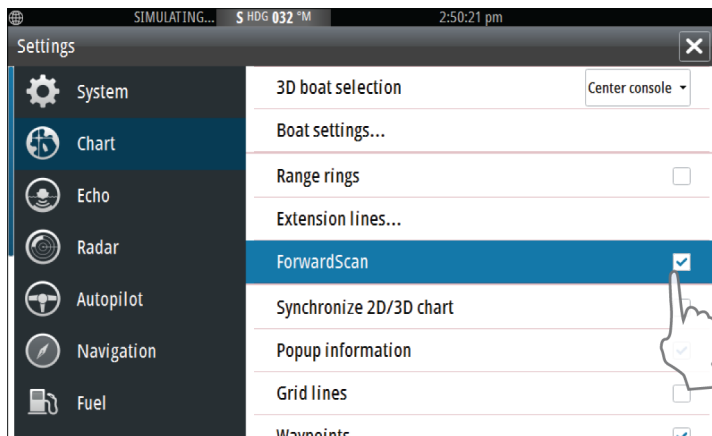 SIMULATING... S HDG 032 °M 2:50:21 pm
Settings
System
Chart
Echo
Radar
Autopilot
Navigation
Fuel
3D boat selection Center console
Boat settings...
Range rings
Extension lines...
ForwardScan
Synchronize 2D/3D chart
Popup information
Grid lines
Waypoints